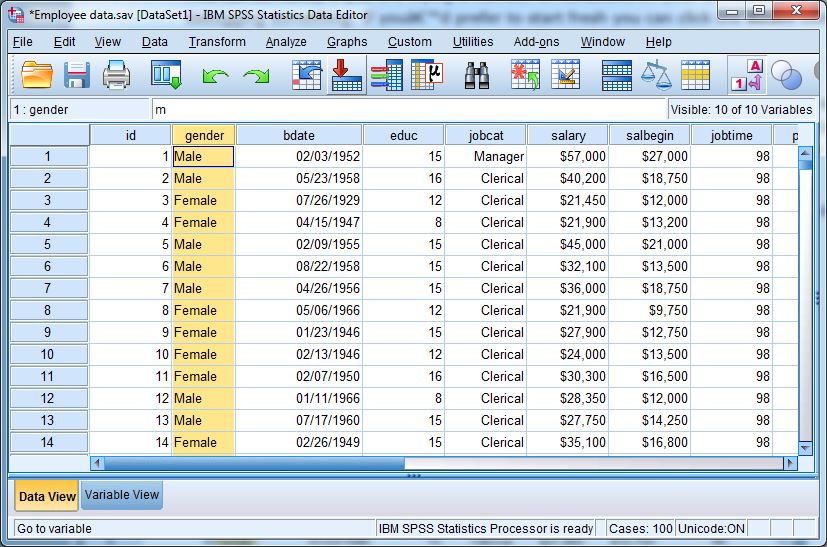 *Employee data.sav [DataSet1] - IBM SPSS Statistics Data Editor
File Edit View Data Transform Analyze Graphs Custom Utilities Add-ons Window Help
1 : gender m Visible: 10 of 10 Variables
id gender bdate educ jobcat salary salbegin jobtime p
1 1 Male 02/03/1952 15 Manager $57,000 $27,000 98
2 2 Male 05/23/1958 16 Clerical $40,200 $18,750 98
3 3 Female 07/26/1929 12 Clerical $21,450 $12,000 98
4 4 Female 04/15/1947 8 Clerical $21,900 $13,200 98
5 5 Male 02/09/1955 15 Clerical $45,000 $21,000 98
6 6 Male 08/22/1958 15 Clerical $32,100 $13,500 98
7 7 Male 04/26/1956 15 Clerical $36,000 $18,750 98
8 8 Female 05/06/1966 12 Clerical $21,900 $9,750 98
9 9 Female 01/23/1946 15 Clerical $27,900 $12,750 98
10 10 Female 02/13/1946 12 Clerical $24,000 $13,500 98
11 11 Female 02/07/1950 16 Clerical $30,300 $16,500 98
12 12 Male 01/11/1966 8 Clerical $28,350 $12,000 98
13 13 Male 07/17/1960 15 Clerical $27,750 $14,250 98
14 14 Female 02/26/1949 15 Clerical $35,100 $16,800 98
Data View Variable View
Go to variable IBM SPSS Statistics Processor is ready Cases: 100 Unicode:ON